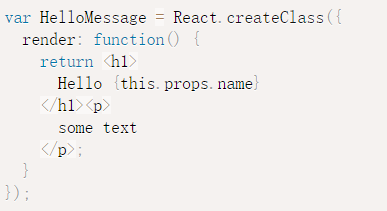 var HelloMessage = React.createClass({
  render: function() {
    return <h1>
      Hello {this.props.name}
    </h1><p>
      some text
    </p>;
  }
});